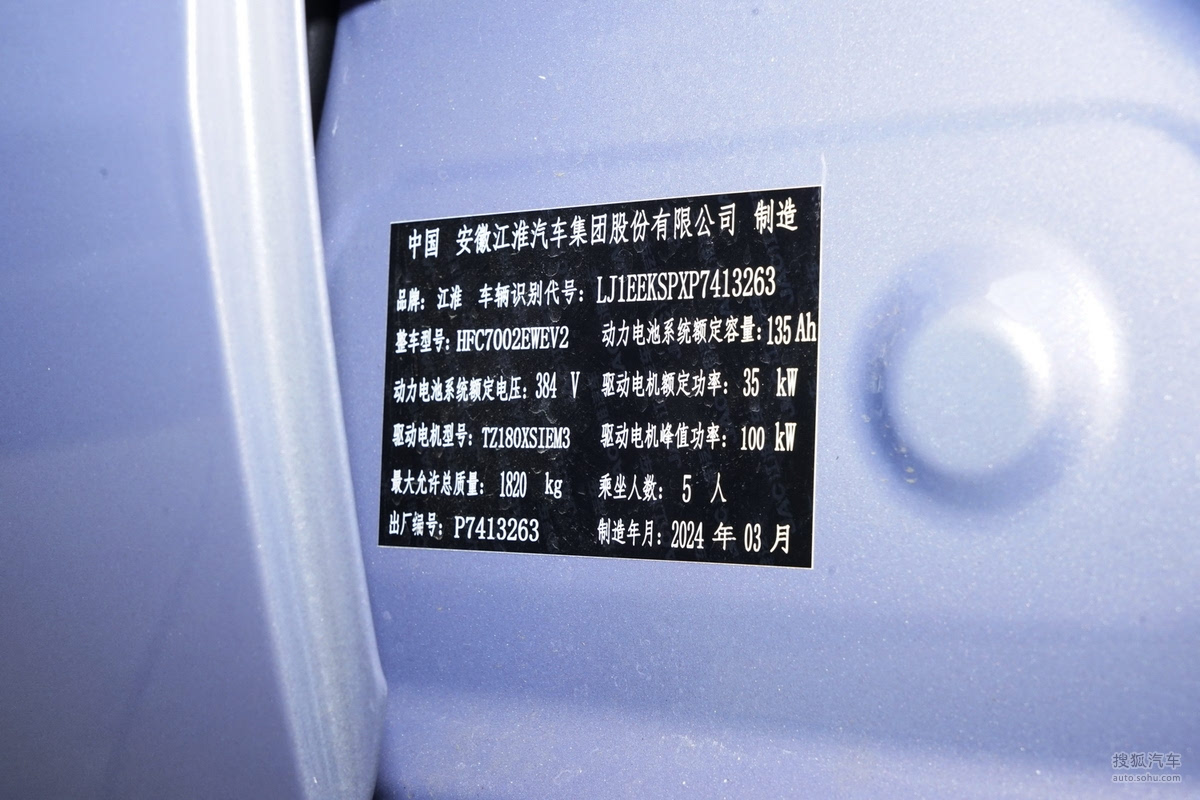 中国 安徽江淮汽车集团股份有限公司 制造
品牌：江淮 车辆识别代号：LJ1EEKSPXP7413263
整车型号：HFC7002EWEV2 动力电池系统额定容量：135Ah
动力电池系统额定电压：384 V 驱动电机额定功率：35 kW
驱动电机型号：TZ180XSIEM3 驱动电机峰值功率：100 kW
最大允许总质量：1820 kg 乘坐人数：5 人
出厂编号：P7413263 制造年月：2024 年 03 月
搜狐汽车
auto.sohu.com